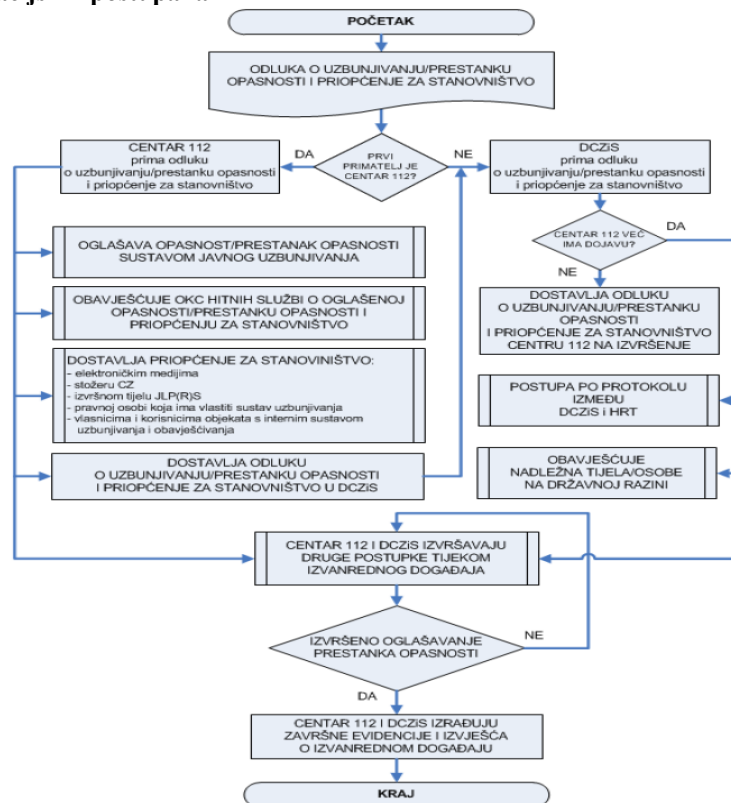 POČETAK
ODLUKA O UZBUNJIVANJU/PRESTANKU
OPASNOSTI I PRIOPĆENJE ZA STANOVNIŠTVO
CENTAR 112
prima odluku
o uzbunjivanju/prestanku opasnosti
i priopćenje za stanovništvo
DA
PRVI
PRIMATELJ JE
CENTAR 112?
NE
DCZiS
prima odluku
o uzbunjivanju/prestanku opasnosti
i priopćenje za stanovništvo
CENTAR 112 VEĆ
IMA DOJAVU?
DA
NE
OGLAŠAVA OPASNOST/PRESTANAK OPASNOSTI
SUSTAVOM JAVNOG UZBUNJIVANJA
OBAVJEŠĆUJE OKC HITNIH SLUŽBI O OGLAŠENOJ
OPASNOSTI/PRESTANKU OPASNOSTI I
PRIOPĆENJU ZA STANOVNIŠTVO
DOSTAVLJA ODLUKU
O UZBUNJIVANJU/PRESTANKU
OPASNOSTI
I PRIOPĆENJE ZA STANOVNIŠTVO
CENTRU 112 NA IZVRŠENJE
DOSTAVLJA PRIOPĆENJE ZA STANOVINIŠTVO:
- elektroničkim medijima
- stožeru CZ
- izvršnom tijelu JLP(R)S
- pravnoj osobi koja ima vlastiti sustav uzbunjivanja
- vlasnicima i korisnicima objekata s internim sustavom
uzbunjivanja i obavješćivanja
POSTUPA PO PROTOKOLU
IZMEĐU
DCZiS i HRT
DOSTAVLJA ODLUKU
O UZBUNJIVANJU/PRESTANKU OPASNOSTI
I PRIOPĆENJE ZA STANOVNIŠTVO U DCZiS
OBAVJEŠĆUJE
NADLEŽNA TIJELA/OSOBE
NA DRŽAVNOJ RAZINI
CENTAR 112 I DCZiS IZVRŠAVAJU
DRUGE POSTUPKE TIJEKOM
IZVANREDNOG DOGAĐAJA
IZVRŠENO OGLAŠAVANJE
PRESTANKA OPASNOSTI
NE
DA
CENTAR 112 I DCZiS IZRAĐUJU
ZAVRŠNE EVIDENCIJE I IZVJEŠĆA
O IZVANREDNOM DOGAĐAJU
KRAJ